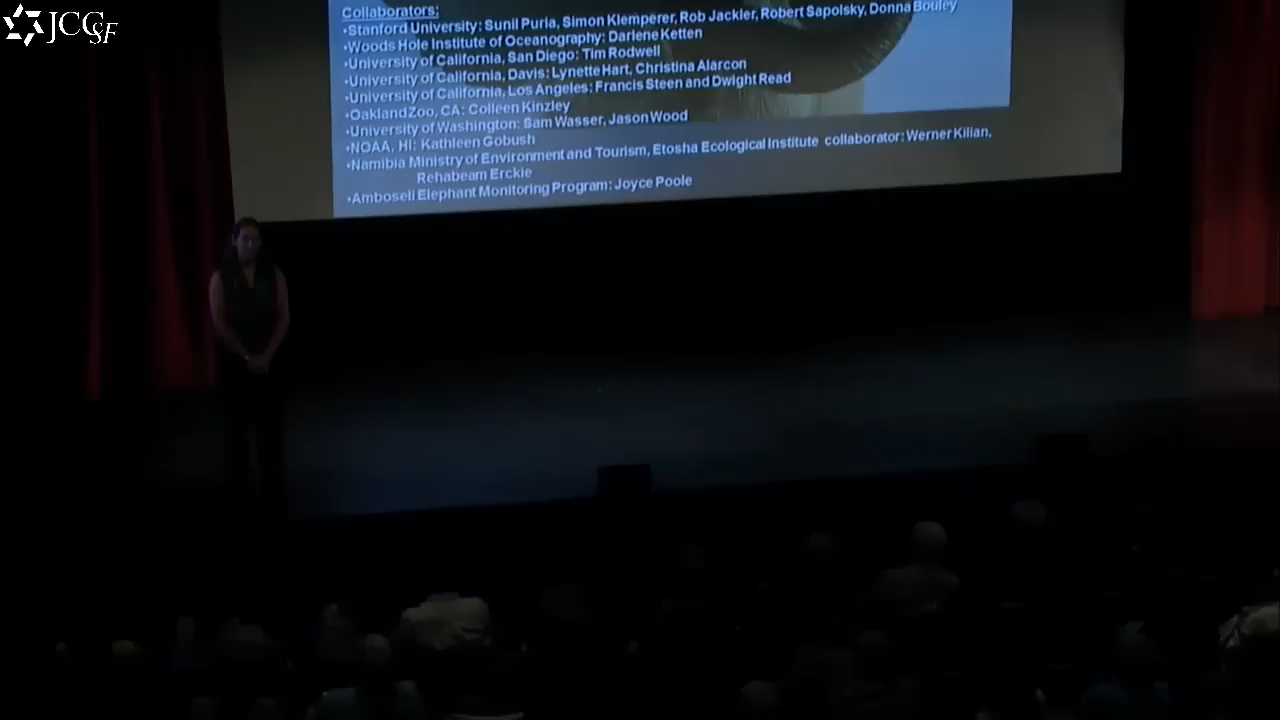 JCCSF
Collaborators:
•Stanford University: Sunil Puria, Simon Klemperer, Rob Jackler, Robert Sapolsky, Donna Bouley
•Woods Hole Institute of Oceanography: Darlene Ketten
•University of California, San Diego: Tim Rodwell
•University of California, Davis: Lynette Hart, Christina Alarcon
•University of California, Los Angeles: Francis Steen and Dwight Read
•Oakland Zoo, CA: Colleen Kinzley
•University of Washington: Sam Wasser, Jason Wood
•NOAA, HI: Kathleen Gobush
•Namibia Ministry of Environment and Tourism, Etosha Ecological Institute collaborator: Werner Kilian,
Rehabeam Erckie
•Amboseli Elephant Monitoring Program: Joyce Poole